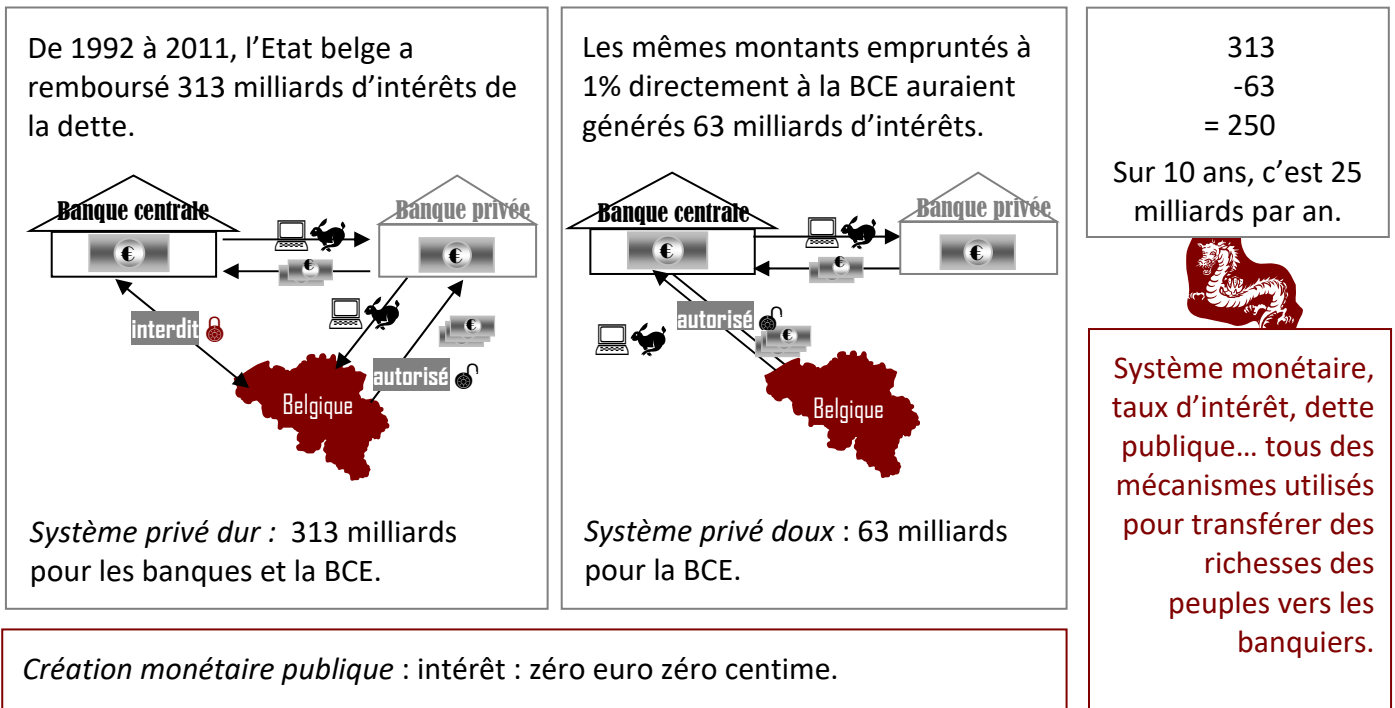 De 1992 à 2011, l’Etat belge a
remboursé 313 milliards d’intérêts de
la dette.
Banque centrale
Banque privée
€
€
€
interdit
autorisé
€
Belgique
Système privé dur : 313 milliards
pour les banques et la BCE.
Les mêmes montants empruntés à
1% directement à la BCE auraient
générés 63 milliards d’intérêts.
Banque centrale
Banque privée
€
€
€
autorisé
€
Belgique
Système privé doux : 63 milliards
pour la BCE.
313
-63
= 250
Sur 10 ans, c’est 25
milliards par an.
Système monétaire,
taux d’intérêt, dette
publique… tous des
mécanismes utilisés
pour transférer des
richesses des
peuples vers les
banquiers.
Création monétaire publique : intérêt : zéro euro zéro centime.